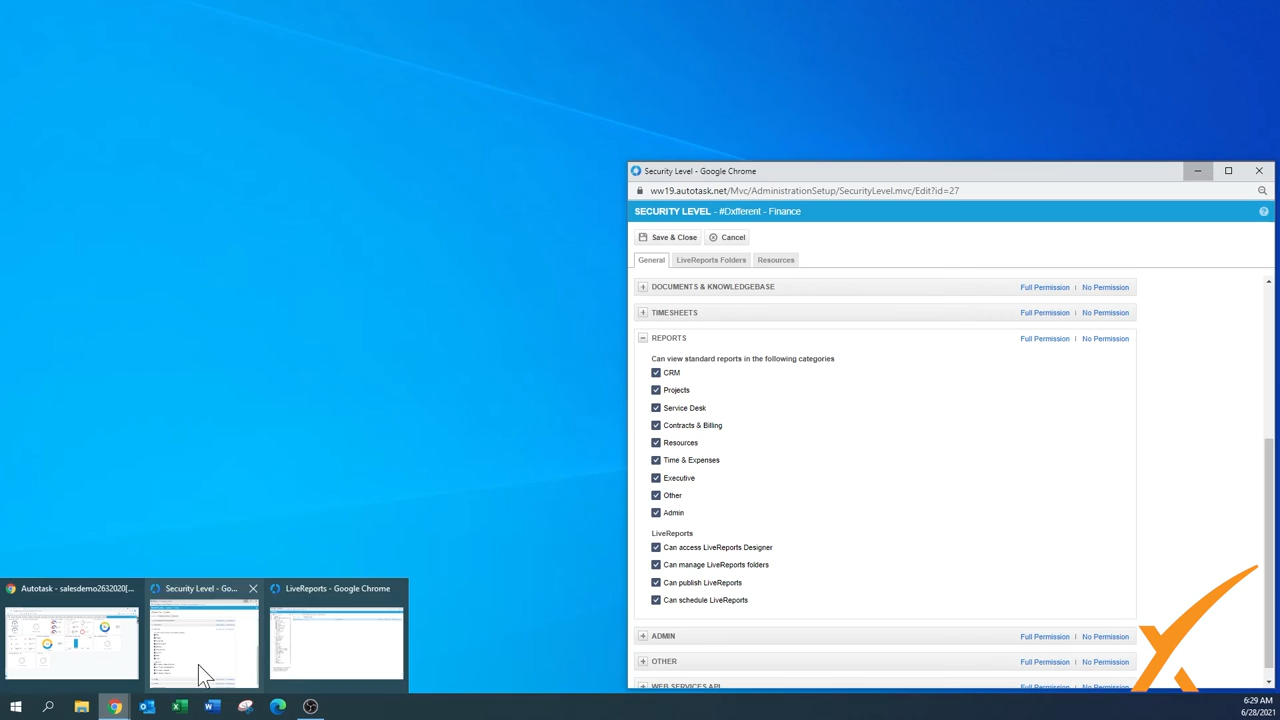 Security Level - Google Chrome
ww19.autotask.net/Mvc/AdministrationSetup/SecurityLevel.mvc/Edit?id=27
SECURITY LEVEL - #Dxfferent - Finance
Save & Close Cancel
General LiveReports Folders Resources
DOCUMENTS & KNOWLEDGEBASE Full Permission | No Permission
TIMESHEETS Full Permission | No Permission
REPORTS Full Permission | No Permission
Can view standard reports in the following categories
CRM
Projects
Service Desk
Contracts & Billing
Resources
Time & Expenses
Executive
Other
Admin
LiveReports
Can access LiveReports Designer
Can manage LiveReports folders
Can publish LiveReports
Can schedule LiveReports
ADMIN Full Permission | No Permission
OTHER Full Permission | No Permission
WEB SERVICES API
Autotask - salesdemo2632020[...
Security Level - Go...
LiveReports - Google Chrome
6:29 AM
6/28/2021